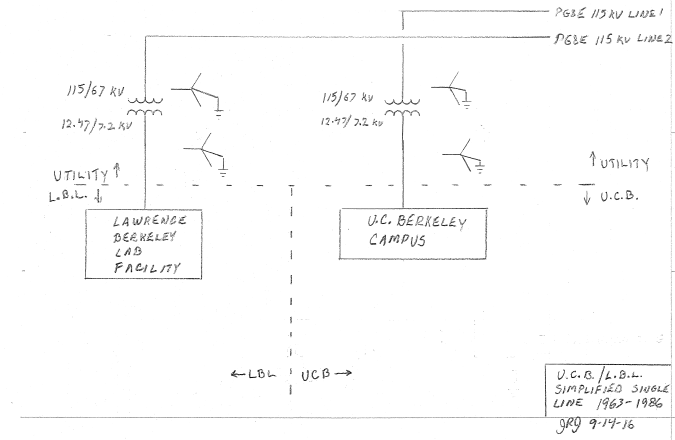 PG&E 115 KV LINE 1
PG&E 115 KV LINE 2
115/67 KV
12.47/7.2 KV
115/67 KV
12.47/7.2 KV
UTILITY ↑
L.B.L. ↓
↑ UTILITY
↓ U.C.B.
LAWRENCE
BERKELEY
LAB
FACILITY
U.C. BERKELEY
CAMPUS
← LBL
UCB →
U.C.B./L.B.L.
SIMPLIFIED SINGLE
LINE 1963-1986
JRJ 9-14-16